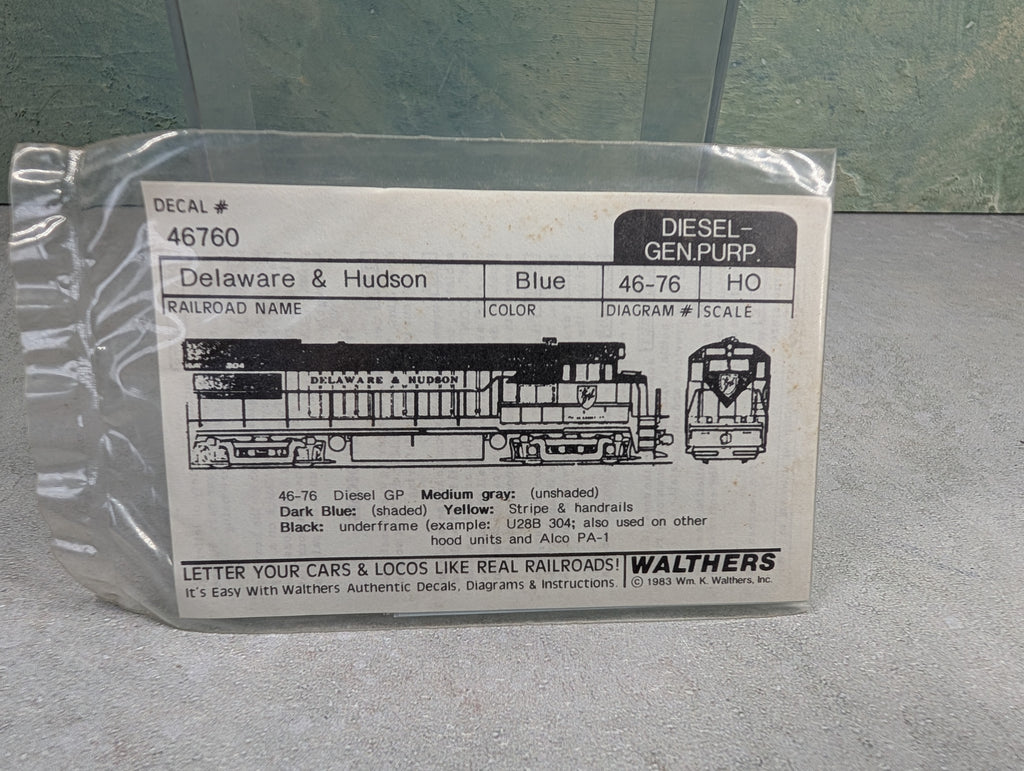 DECAL #
46760
DIESEL-
GEN.PURP.
Delaware & Hudson Blue 46-76 HO
RAILROAD NAME COLOR DIAGRAM # SCALE
304
DELAWARE & HUDSON
46-76 Diesel GP Medium gray: (unshaded)
Dark Blue: (shaded) Yellow: Stripe & handrails
Black: underframe (example: U28B 304; also used on other
hood units and Alco PA-1
LETTER YOUR CARS & LOCOS LIKE REAL RAILROADS!
It's Easy With Walthers Authentic Decals, Diagrams & Instructions.
WALTHERS
© 1983 Wm. K. Walthers, Inc.